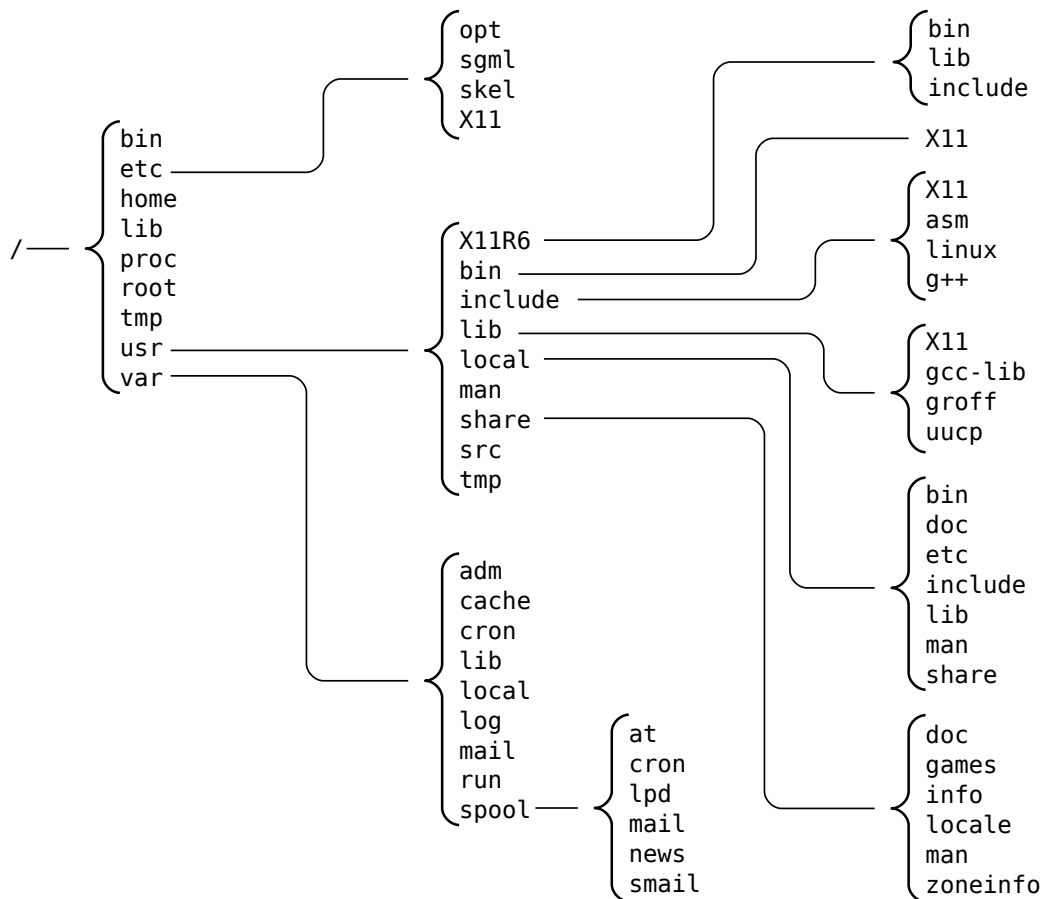 /
bin
etc
home
lib
proc
root
tmp
usr
var
opt
sgml
skel
X11
X11R6
bin
include
lib
local
man
share
src
tmp
adm
cache
cron
lib
local
log
mail
run
spool
at
cron
lpd
mail
news
smail
bin
lib
include
X11
X11
asm
linux
g++
X11
gcc-lib
groff
uucp
bin
doc
etc
include
lib
man
share
doc
games
info
locale
man
zoneinfo